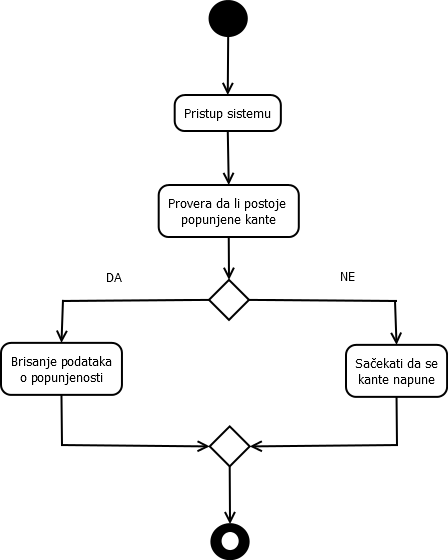 Pristup sistemu
Provera da li postoje
popunjene kante
DA
NE
Brisanje podataka
o popunjenosti
Sačekati da se
kante napune